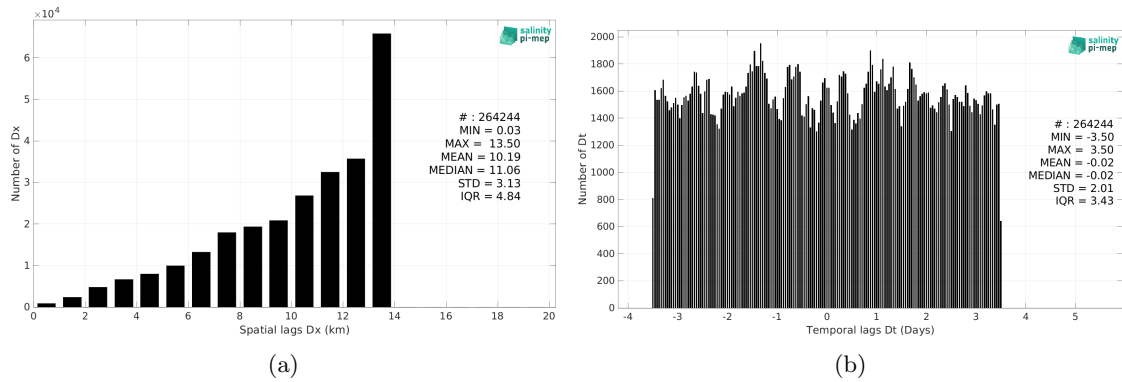 ×10⁴
6
5
4
3
2
1
0
Number of Dx
0 2 4 6 8 10 12 14 16 18 20
Spatial lags Dx (km)
salinity
pi-mep
# : 264244
MIN = 0.03
MAX = 13.50
MEAN = 10.19
MEDIAN = 11.06
STD = 3.13
IQR = 4.84
(a)
2000
1800
1600
1400
1200
1000
800
600
400
200
0
Number of Dt
-4 -3 -2 -1 0 1 2 3 4 5
Temporal lags Dt (Days)
salinity
pi-mep
# : 264244
MIN = -3.50
MAX = 3.50
MEAN = -0.02
MEDIAN = -0.02
STD = 2.01
IQR = 3.43
(b)